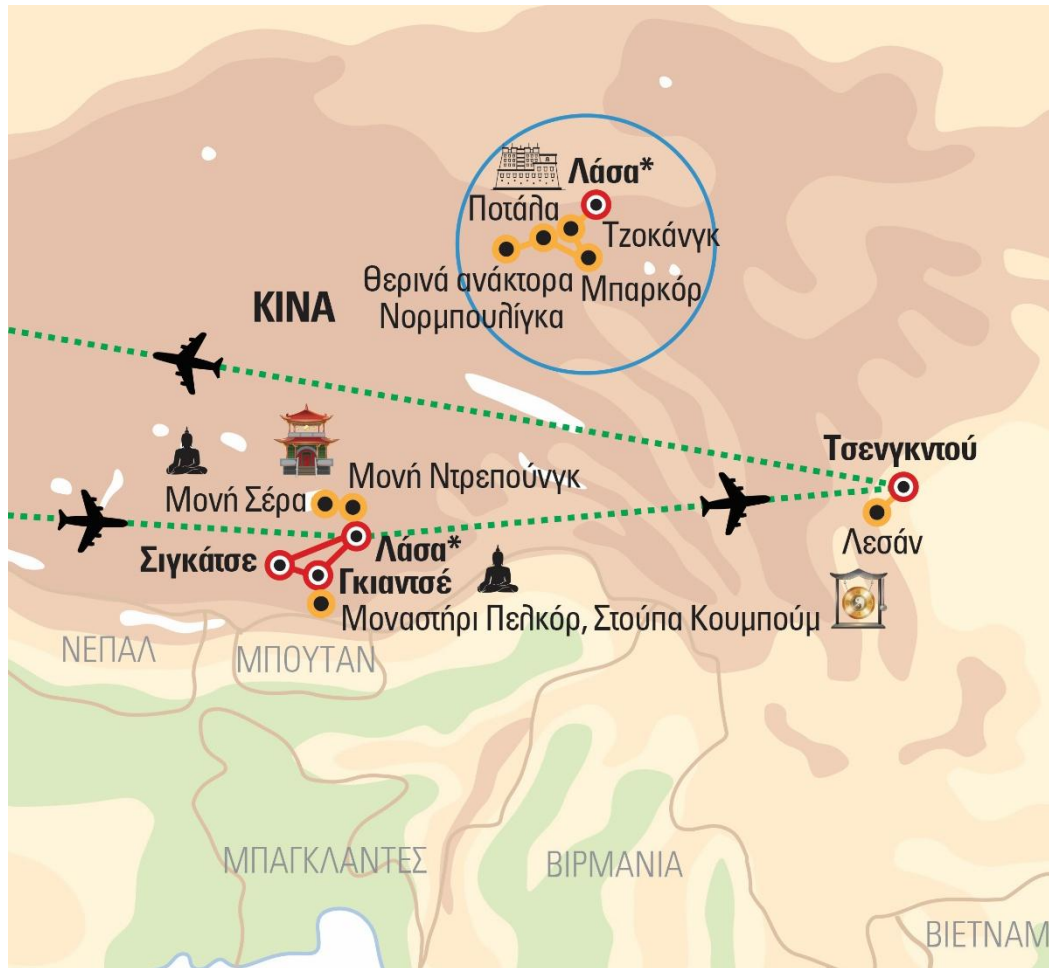 Λάσα*
Ποτάλα
Τζοκάνγκ
Θερινά ανάκτορα
Νορμπουλίγκα
Μπαρκόρ
ΚΙΝΑ
Τσενγκντού
Λεσάν
Μονή Ντρεπούνγκ
Μονή Σέρα
Λάσα*
Σιγκάτσε
Γκιαντσέ
Μοναστήρι Πελκόρ, Στούπα Κουμπούμ
ΝΕΠΑΛ
ΜΠΟΥΤΑΝ
ΜΠΑΓΚΛΑΝΤΕΣ
ΒΙΡΜΑΝΙΑ
ΒΙΕΤΝΑΜ